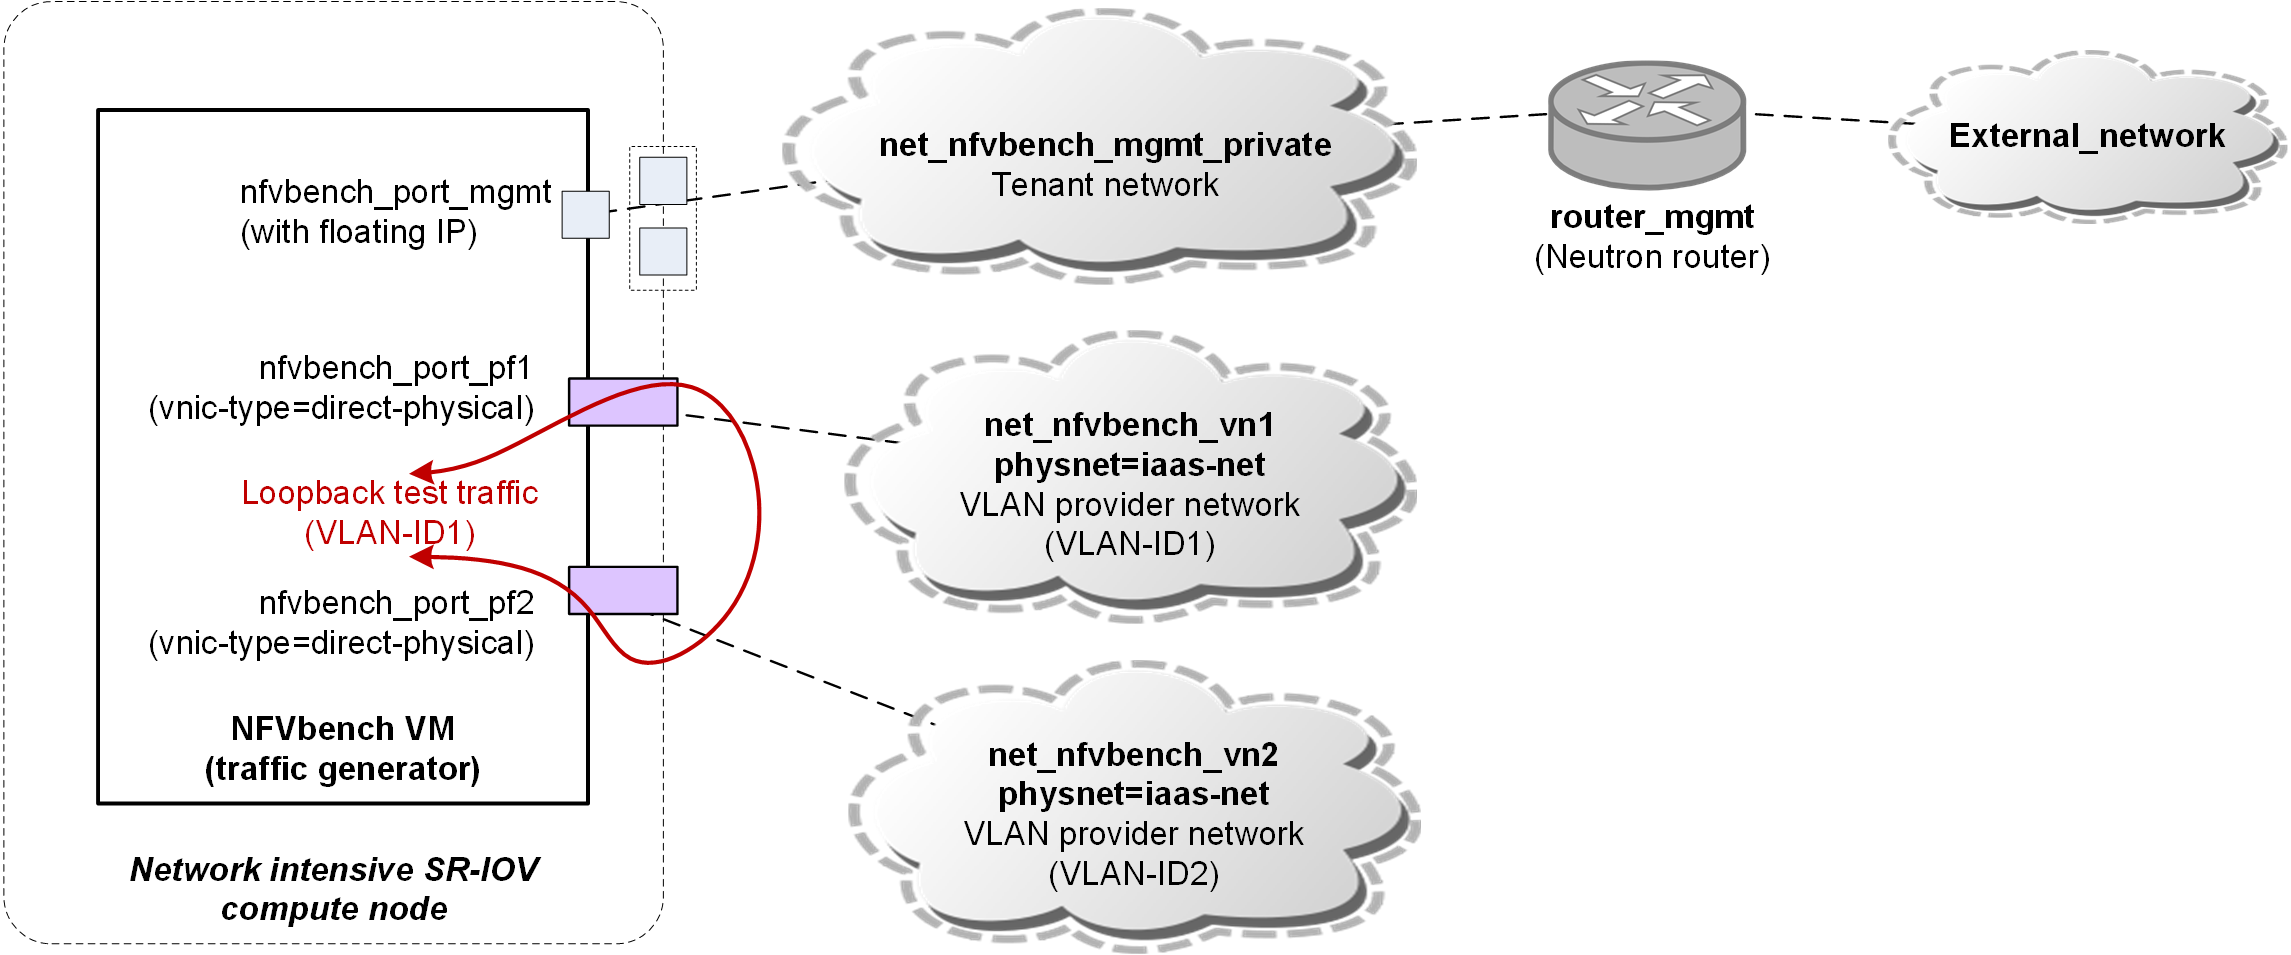 nfvbench_port_mgmt
(with floating IP)
net_nfvbench_mgmt_private
Tenant network
router_mgmt
(Neutron router)
External_network
nfvbench_port_pf1
(vnic-type=direct-physical)
Loopback test traffic
(VLAN-ID1)
nfvbench_port_pf2
(vnic-type=direct-physical)
NFVbench VM
(traffic generator)
Network intensive SR-IOV
compute node
net_nfvbench_vn1
physnet=iaas-net
VLAN provider network
(VLAN-ID1)
net_nfvbench_vn2
physnet=iaas-net
VLAN provider network
(VLAN-ID2)